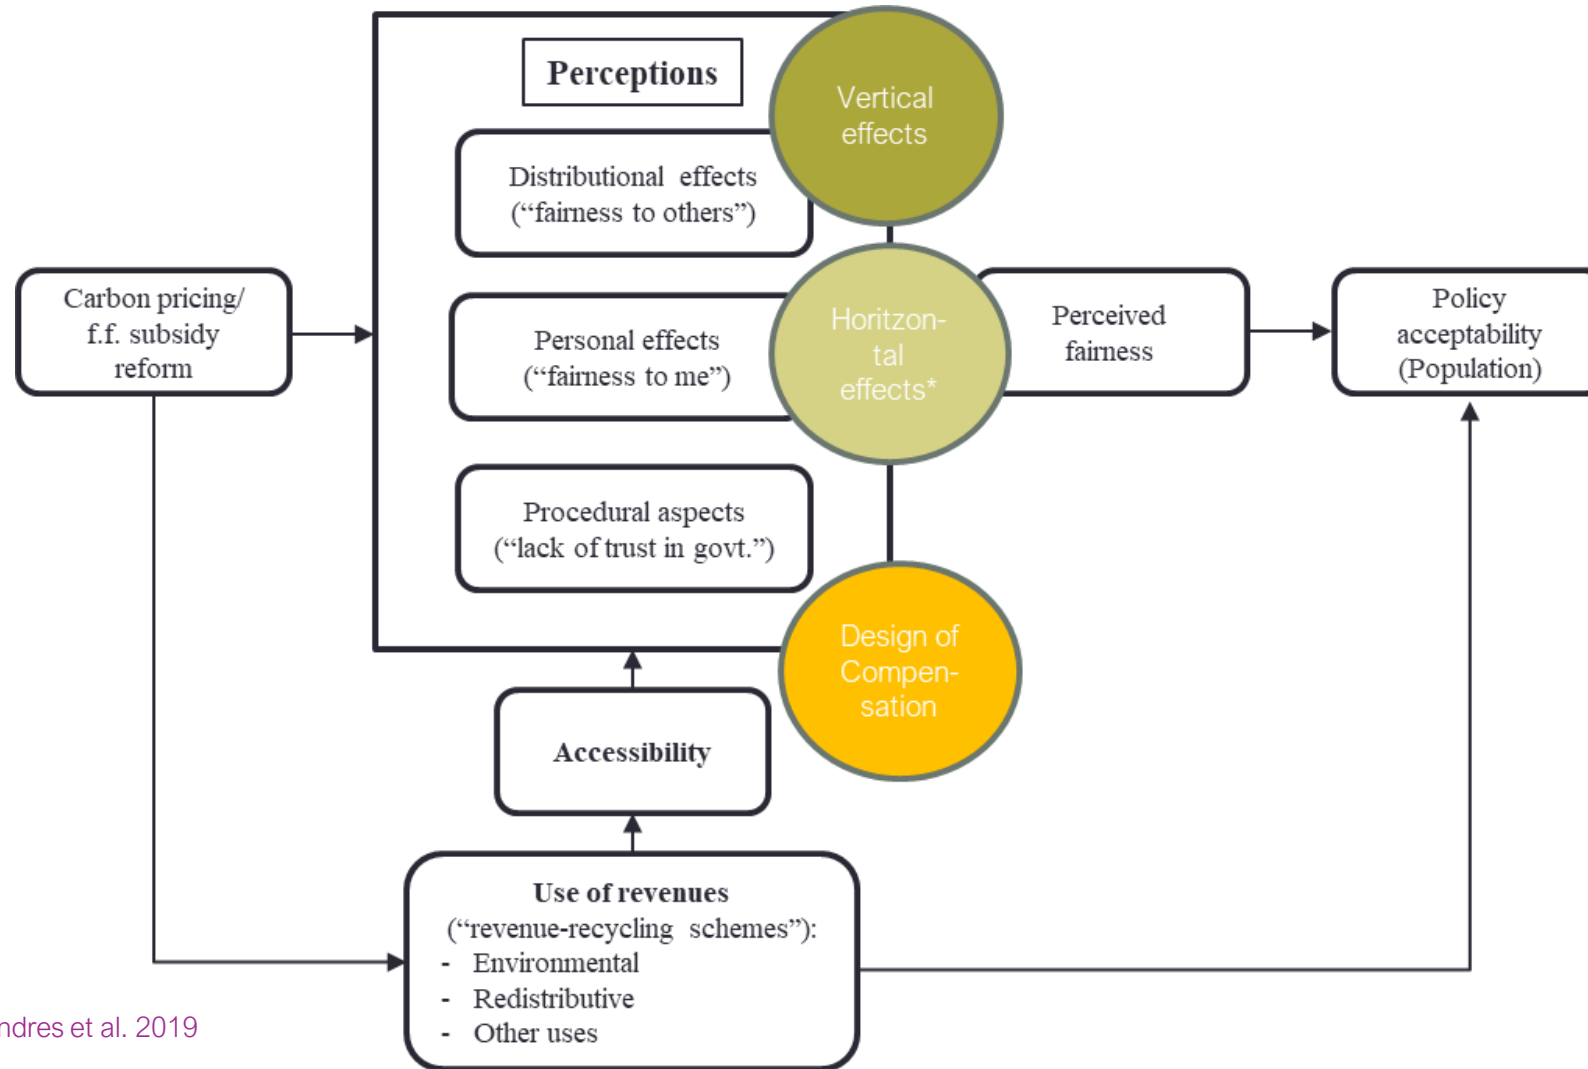 Perceptions
Vertical
effects
Distributional effects
(“fairness to others”)
Carbon pricing/
f.f. subsidy
reform
Personal effects
(“fairness to me”)
Horitzon-
tal
effects*
Perceived
fairness
Policy
acceptability
(Population)
Procedural aspects
(“lack of trust in govt.”)
Design of
Compen-
sation
Accessibility
Use of revenues
(“revenue-recycling schemes”):
- Environmental
- Redistributive
- Other uses
et al. 2019